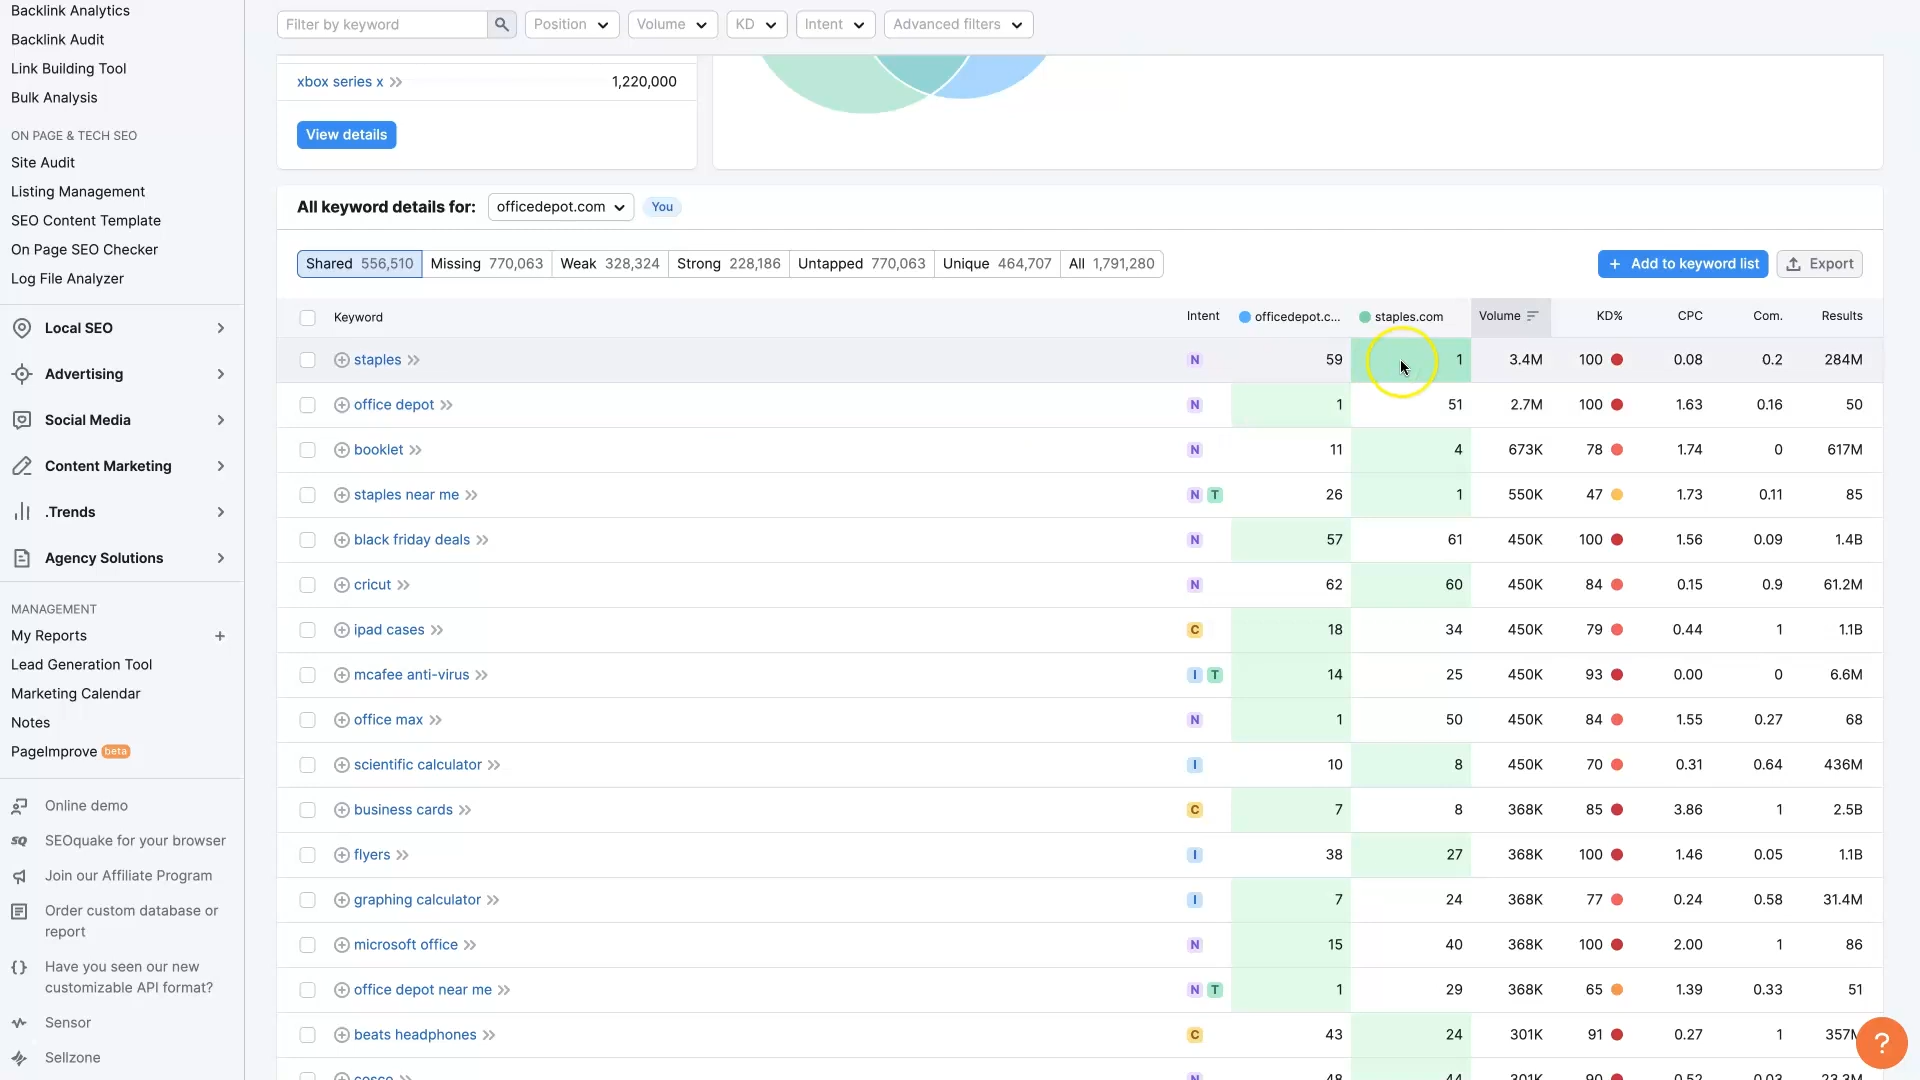 Backlink Analytics
Backlink Audit
Link Building Tool
Bulk Analysis
ON PAGE & TECH SEO
Site Audit
Listing Management
SEO Content Template
On Page SEO Checker
Log File Analyzer
Local SEO
Advertising
Social Media
Content Marketing
.Trends
Agency Solutions
MANAGEMENT
My Reports +
Lead Generation Tool
Marketing Calendar
Notes
PageImprove beta
Online demo
SEOquake for your browser
Join our Affiliate Program
Order custom database or
report
Have you seen our new
customizable API format?
Sensor
Sellzone
Filter by keyword Position Volume KD Intent Advanced filters
xbox series x 1,220,000
View details
All keyword details for: officedepot.com You
Shared 556,510 Missing 770,063 Weak 328,324 Strong 228,186 Untapped 770,063 Unique 464,707 All 1,791,280 + Add to keyword list Export
Keyword Intent officedepot.c... staples.com Volume KD% CPC Com. Results
staples N 59 1 3.4M 100 0.08 0.2 284M
office depot N 1 51 2.7M 100 1.63 0.16 50
booklet N 11 4 673K 78 1.74 0 617M
staples near me N T 26 1 550K 47 1.73 0.11 85
black friday deals N 57 61 450K 100 1.56 0.09 1.4B
cricut N 62 60 450K 84 0.15 0.9 61.2M
ipad cases C 18 34 450K 79 0.44 1 1.1B
mcafee anti-virus I T 14 25 450K 93 0.00 0 6.6M
office max N 1 50 450K 84 1.55 0.27 68
scientific calculator I 10 8 450K 70 0.31 0.64 436M
business cards C 7 8 368K 85 3.86 1 2.5B
flyers I 38 27 368K 100 1.46 0.05 1.1B
graphing calculator I 7 24 368K 77 0.24 0.58 31.4M
microsoft office N 15 40 368K 100 2.00 1 86
office depot near me N T 1 29 368K 65 1.39 0.33 51
beats headphones C 43 24 301K 91 0.27 1 357M
?